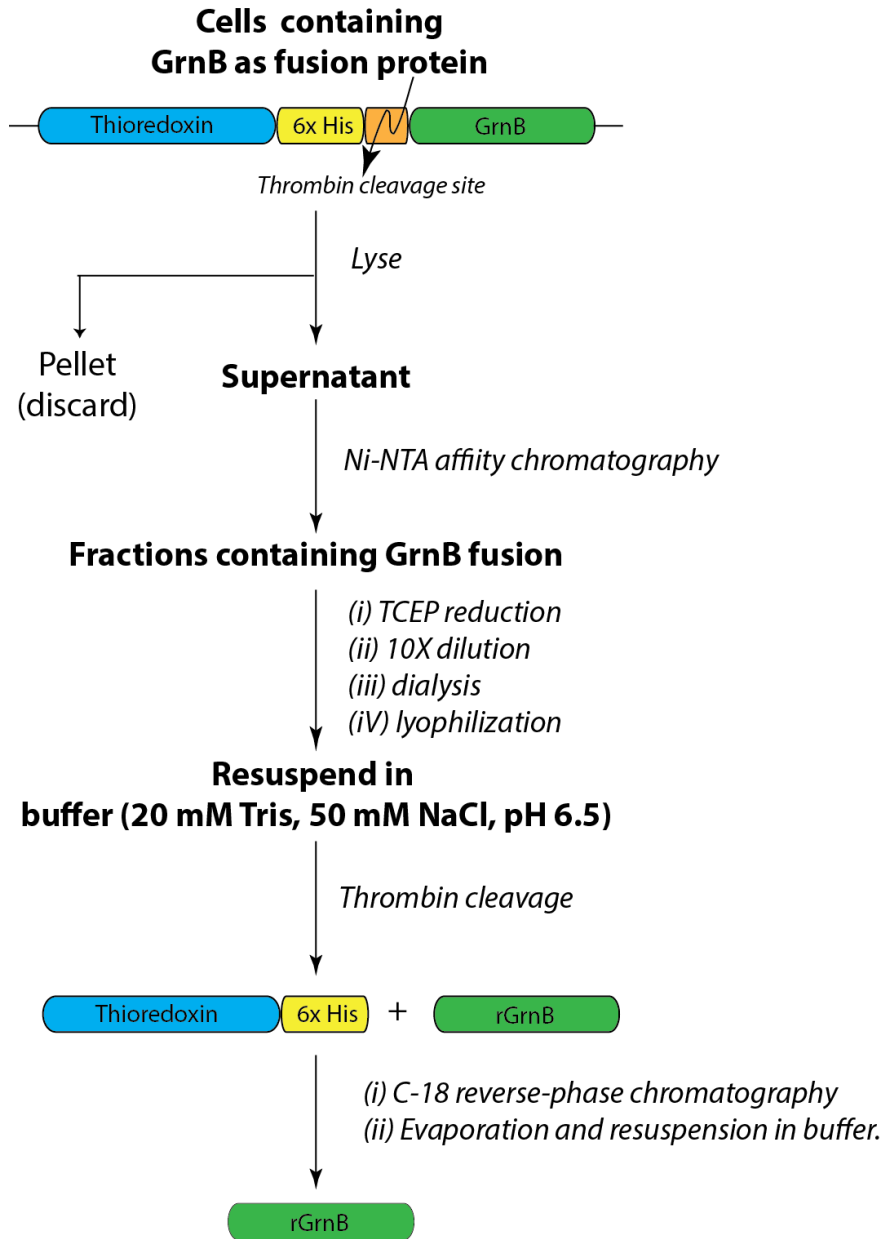 Cells containing
GrnB as fusion protein
Thioredoxin
6x His
GrnB
Thrombin cleavage site
Lyse
Pellet
(discard)
Supernatant
Ni-NTA affiity chromatography
Fractions containing GrnB fusion
(i) TCEP reduction
(ii) 10X dilution
(iii) dialysis
(iV) lyophilization
Resuspend in
buffer (20 mM Tris, 50 mM NaCl, pH 6.5)
Thrombin cleavage
Thioredoxin
6x His
+
rGrnB
(i) C-18 reverse-phase chromatography
(ii) Evaporation and resuspension in buffer.
rGrnB